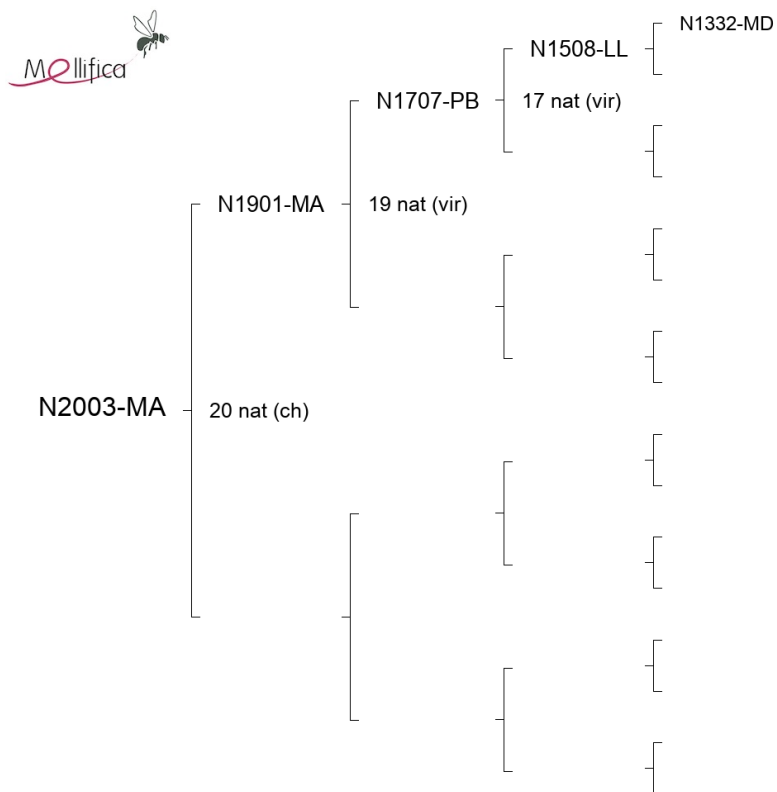 Mellifica
N1332-MD
N1508-LL
N1707-PB
17 nat (vir)
N1901-MA
19 nat (vir)
N2003-MA
20 nat (ch)